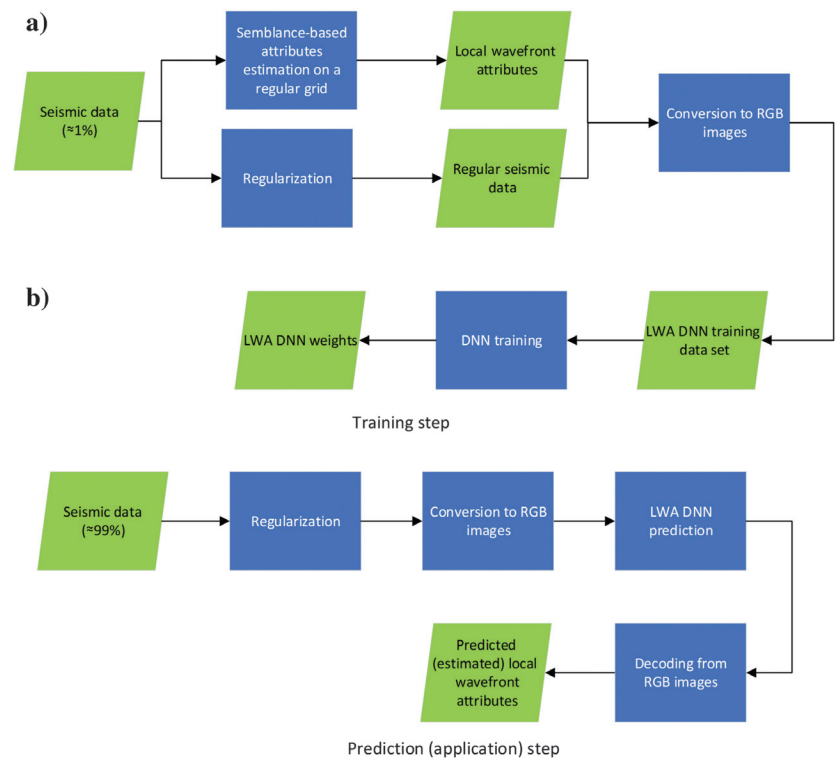 a)
Seismic data
(≈1%)
Semblance-based
attributes
estimation on a
regular grid
Local wavefront
attributes
Regularization
Regular seismic
data
Conversion to RGB
images
b)
LWA DNN weights
DNN training
LWA DNN training
data set
Training step
Seismic data
(≈99%)
Regularization
Conversion to RGB
images
LWA DNN
prediction
Predicted
(estimated) local
wavefront
attributes
Decoding from
RGB images
Prediction (application) step